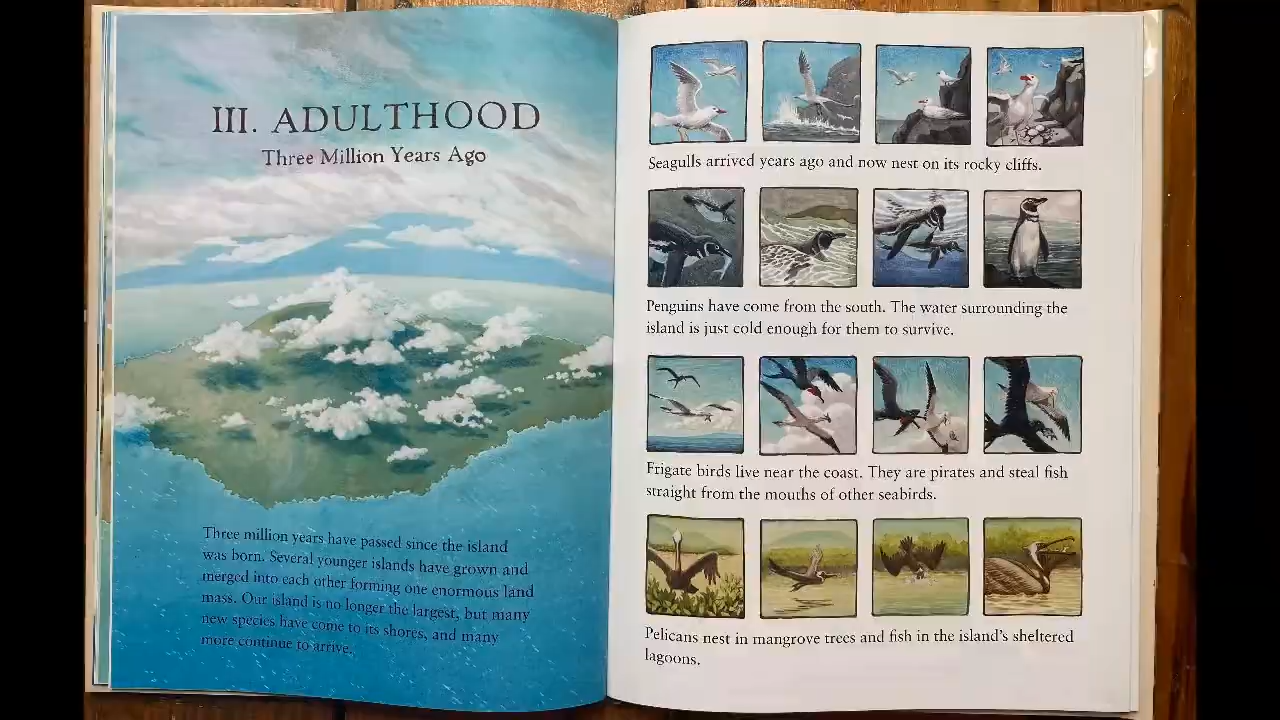 III. ADULTHOOD
Three Million Years Ago
Three million years have passed since the island
was born. Several younger islands have grown and
merged into each other forming one enormous land
mass. Our island is no longer the largest, but many
new species have come to its shores, and many
more continue to arrive.
Seagulls arrived years ago and now nest on its rocky cliffs.
Penguins have come from the south. The water surrounding the
island is just cold enough for them to survive.
Frigate birds live near the coast. They are pirates and steal fish
straight from the mouths of other seabirds.
Pelicans nest in mangrove trees and fish in the island's sheltered
lagoons.